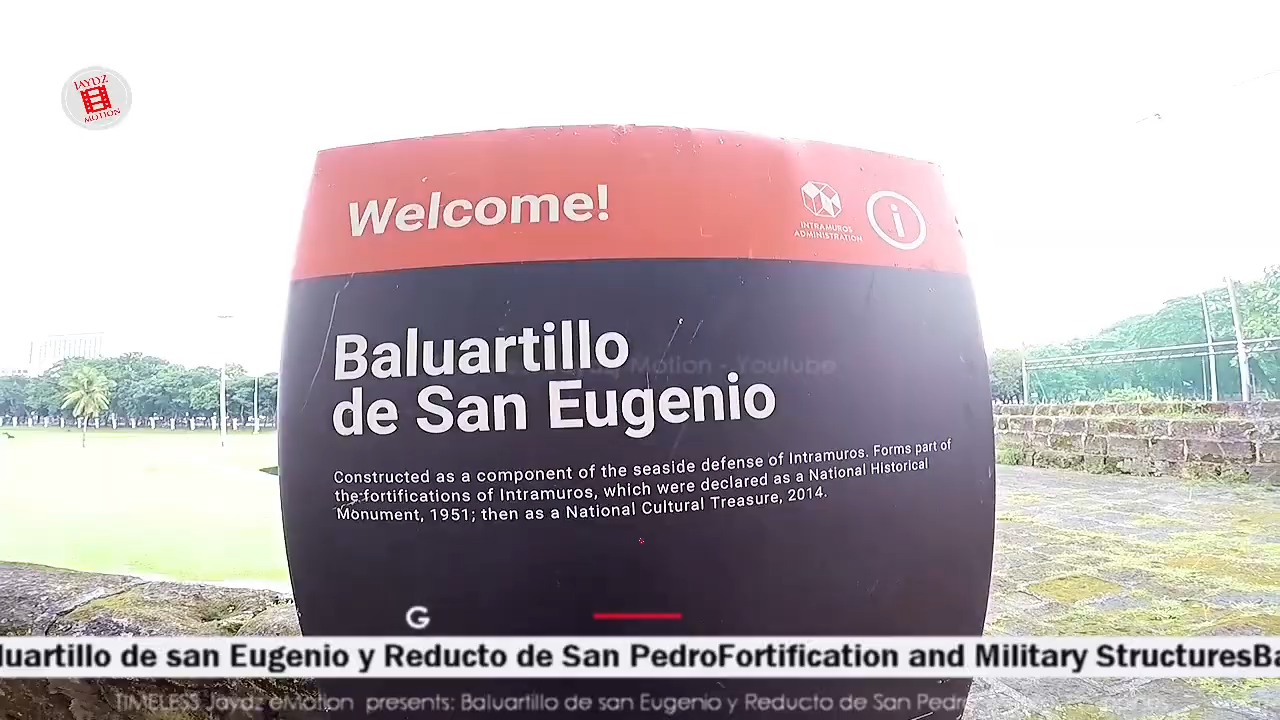 JAYDZ
MOTION
Welcome!
INTRAMUROS
ADMINISTRATION
i
Baluartillo
de San Eugenio
Motion - Youtube
Constructed as a component of the seaside defense of Intramuros. Forms part of
the fortifications of Intramuros, which were declared as a National Historical
Monument, 1951; then as a National Cultural Treasure, 2014.
G
luartillo de san Eugenio y Reducto de San PedroFortification and Military StructuresBa
TIMELESS Jaydz eMotion presents: Baluartillo de san Eugenio y Reducto de San Pedro